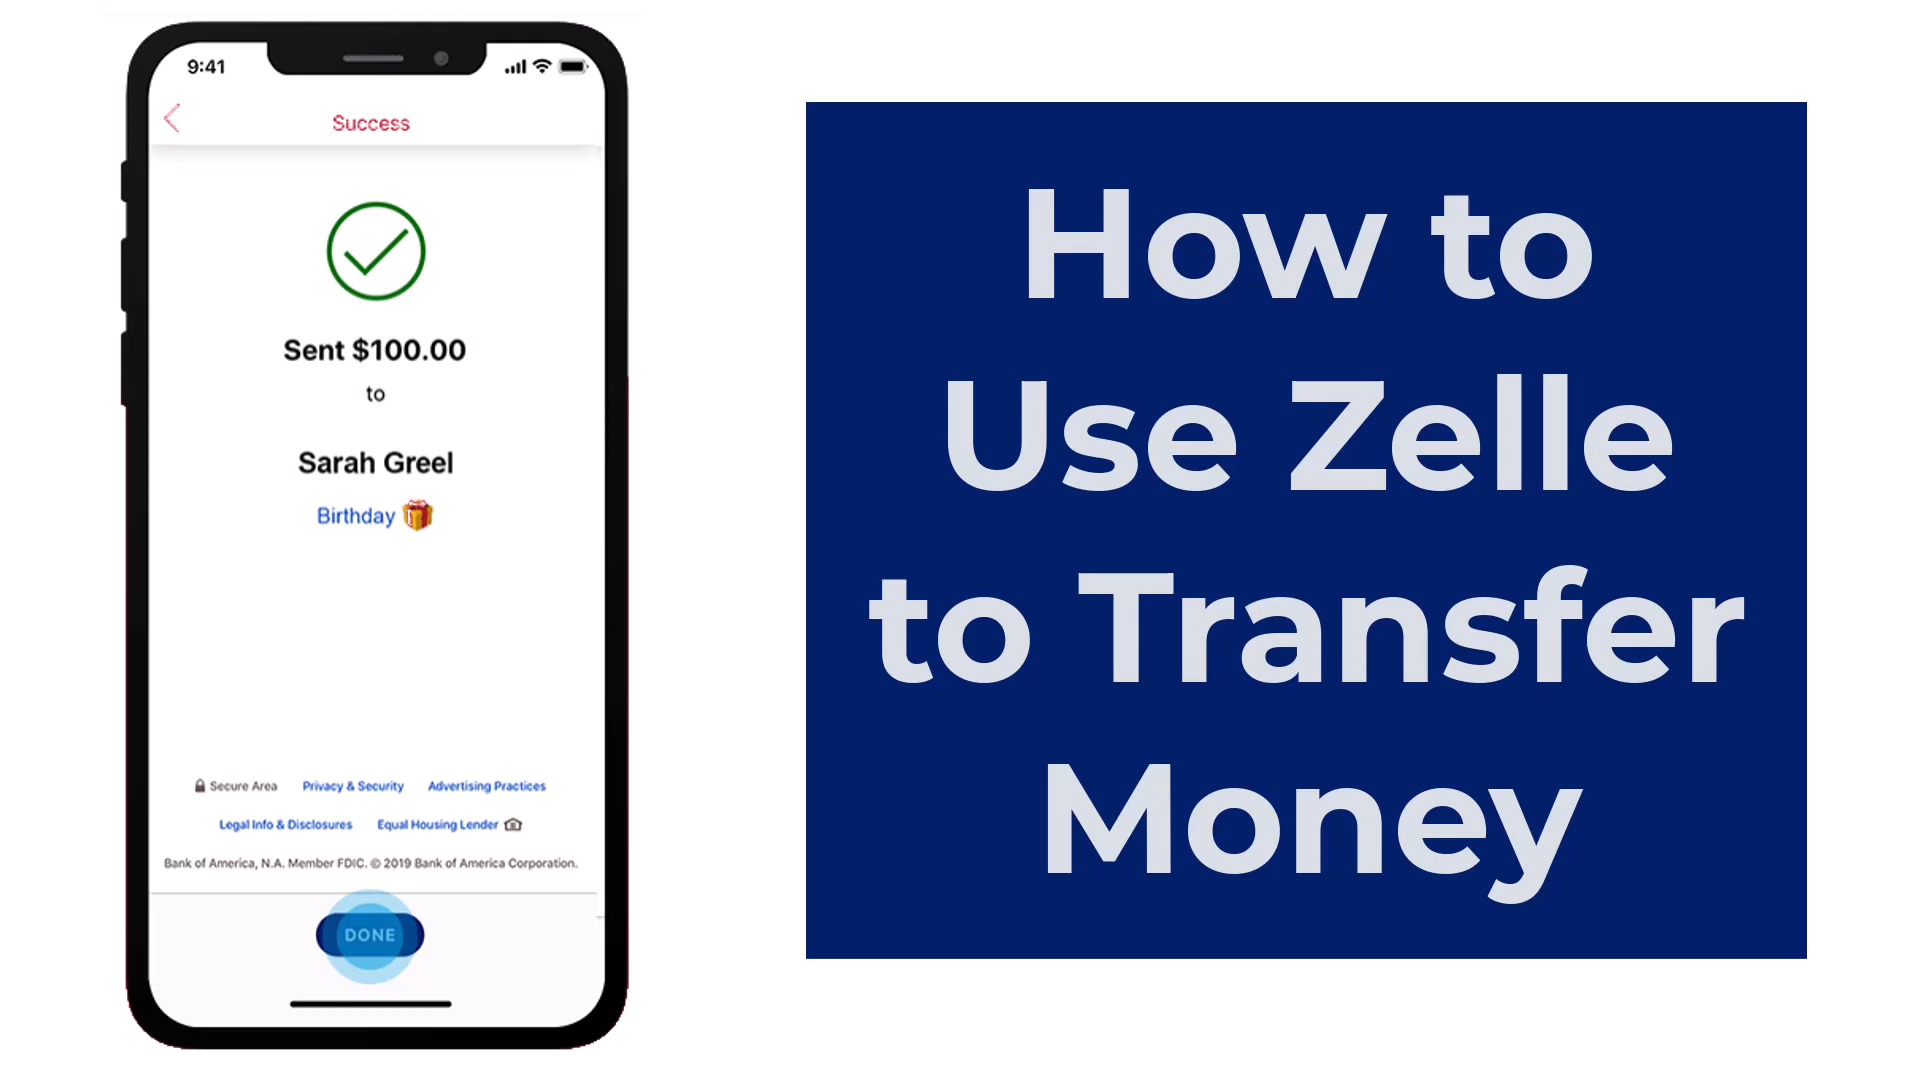 9:41
Success
Sent $100.00
to
Sarah Greel
Birthday 🎁
Secure Area Privacy & Security Advertising Practices
Legal Info & Disclosures Equal Housing Lender
Bank of America, N.A. Member FDIC. © 2019 Bank of America Corporation.
DONE
How to
Use Zelle
to Transfer
Money